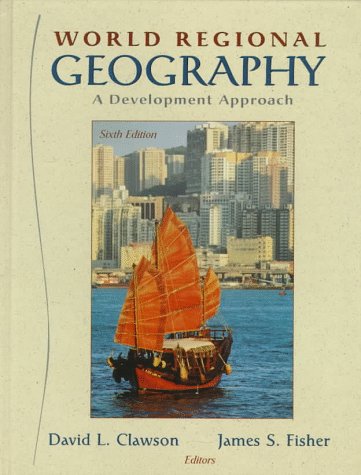 WORLD REGIONAL
GEOGRAPHY
A Development Approach
Sixth Edition
David L. Clawson James S. Fisher
Editors